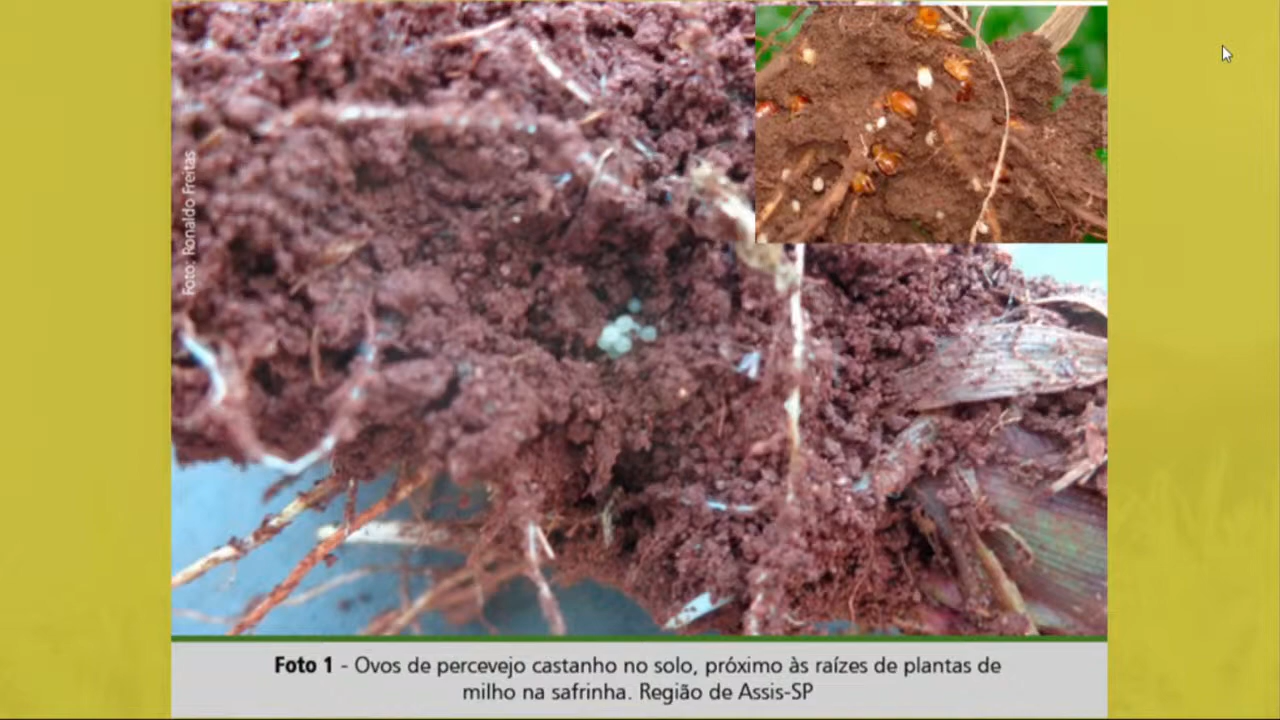 Foto: Ronaldo Freitas
Foto 1 - Ovos de percevejo castanho no solo, próximo às raízes de plantas de
milho na safrinha. Região de Assis-SP